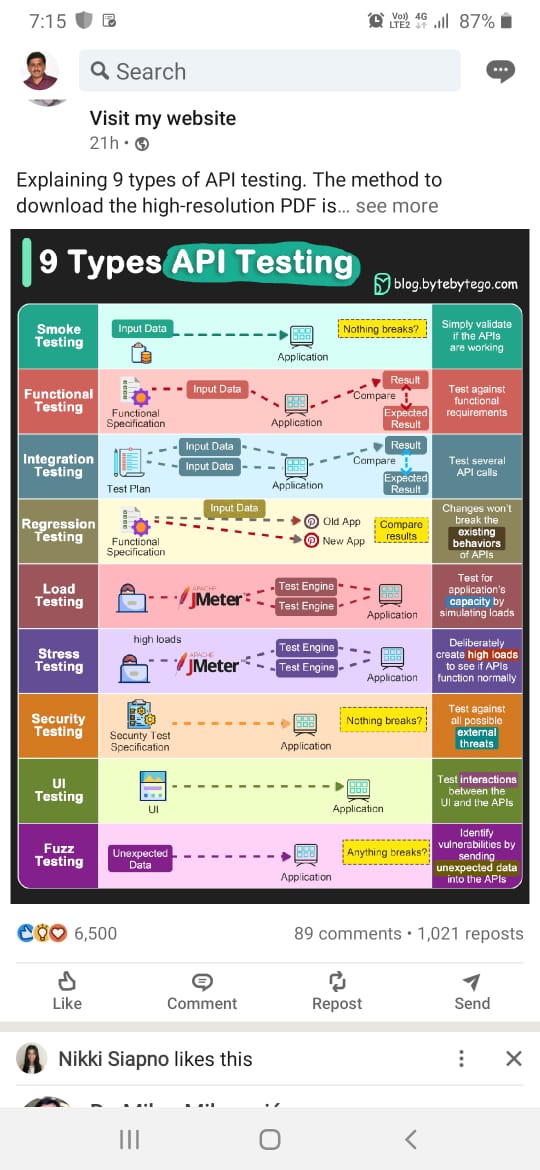 7:15
Vo)) 4G
LTE2
87%
Search
Visit my website
21h •
Explaining 9 types of API testing. The method to
download the high-resolution PDF is... see more
9 Types API Testing
blog.bytebytego.com
Smoke
Testing
Input Data
Application
Nothing breaks?
Simply validate
if the APIs
are working
Functional
Testing
Functional
Specification
Input Data
Application
Compare
Result
Expected
Result
Test against
functional
requirements
Integration
Testing
Test Plan
Input Data
Input Data
Application
Compare
Result
Expected
Result
Test several
API calls
Regression
Testing
Functional
Specification
Input Data
Old App
New App
Compare
results
Changes won't
break the
existing
behaviors
of APIs
Load
Testing
APACHE
JMeter
Test Engine
Test Engine
Application
Test for
application's
capacity by
simulating loads
Stress
Testing
high loads
APACHE
JMeter
Test Engine
Test Engine
Application
Deliberately
create high loads
to see if APIs
function normally
Security
Testing
Security Test
Specification
Application
Nothing breaks?
Test against
all possible
external
threats
UI
Testing
UI
Application
Test interactions
between the
UI and the APIs
Fuzz
Testing
Unexpected
Data
Application
Anything breaks?
Identify
vulnerabilities by
sending
unexpected data
into the APIs
6,500
89 comments • 1,021 reposts
Like
Comment
Repost
Send
Nikki Siapno likes this